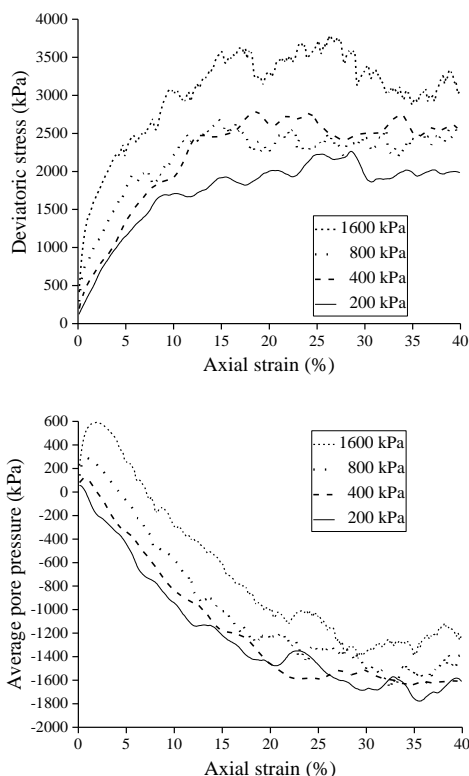 4000
3500
3000
2500
2000
1500
1000
500
0
Deviatoric stress (kPa)
1600 kPa
800 kPa
400 kPa
200 kPa
0 5 10 15 20 25 30 35 40
Axial strain (%)
600
400
200
0
-200
-400
-600
-800
-1000
-1200
-1400
-1600
-1800
-2000
Average pore pressure (kPa)
1600 kPa
800 kPa
400 kPa
200 kPa
0 5 10 15 20 25 30 35 40
Axial strain (%)